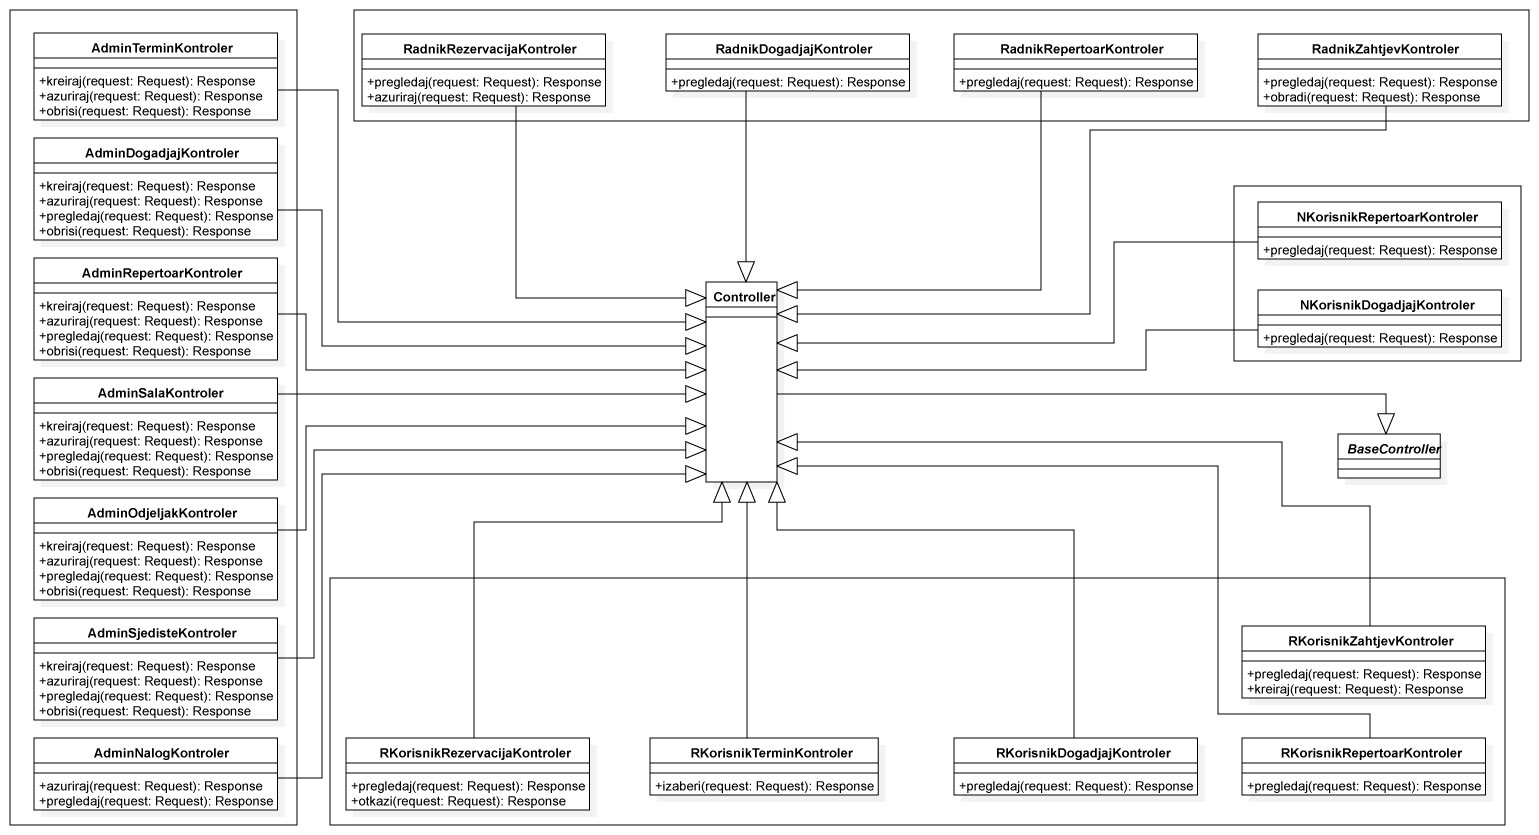 AdminTerminKontroler
+kreiraj(request: Request): Response
+azuriraj(request: Request): Response
+obrisi(request: Request): Response
AdminDogadjajKontroler
+kreiraj(request: Request): Response
+azuriraj(request: Request): Response
+pregledaj(request: Request): Response
+obrisi(request: Request): Response
AdminRepertoarKontroler
+kreiraj(request: Request): Response
+azuriraj(request: Request): Response
+pregledaj(request: Request): Response
+obrisi(request: Request): Response
AdminSalaKontroler
+kreiraj(request: Request): Response
+azuriraj(request: Request): Response
+pregledaj(request: Request): Response
+obrisi(request: Request): Response
AdminOdjeljakKontroler
+kreiraj(request: Request): Response
+azuriraj(request: Request): Response
+pregledaj(request: Request): Response
+obrisi(request: Request): Response
AdminSjedisteKontroler
+kreiraj(request: Request): Response
+azuriraj(request: Request): Response
+pregledaj(request: Request): Response
+obrisi(request: Request): Response
AdminNalogKontroler
+azuriraj(request: Request): Response
+pregledaj(request: Request): Response
RadnikRezervacijaKontroler
+pregledaj(request: Request): Response
+azuriraj(request: Request): Response
RadnikDogadjajKontroler
+pregledaj(request: Request): Response
RadnikRepertoarKontroler
+pregledaj(request: Request): Response
RadnikZahtjevKontroler
+pregledaj(request: Request): Response
+obradi(request: Request): Response
NKorisnikRepertoarKontroler
+pregledaj(request: Request): Response
NKorisnikDogadjajKontroler
+pregledaj(request: Request): Response
Controller
BaseController
RKorisnikZahtjevKontroler
+pregledaj(request: Request): Response
+kreiraj(request: Request): Response
RKorisnikRezervacijaKontroler
+pregledaj(request: Request): Response
+otkazi(request: Request): Response
RKorisnikTerminKontroler
+izaberi(request: Request): Response
RKorisnikDogadjajKontroler
+pregledaj(request: Request): Response
RKorisnikRepertoarKontroler
+pregledaj(request: Request): Response